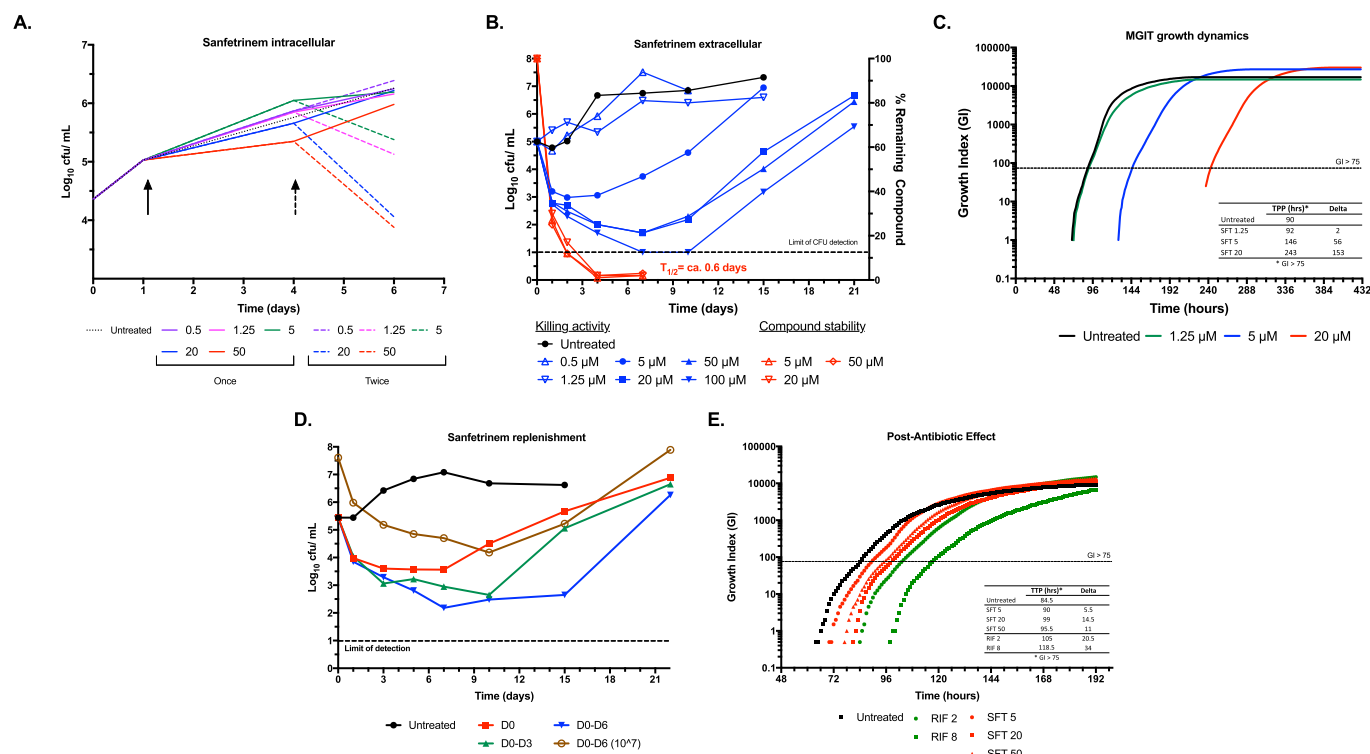 A.
Sanfetrinem intracellular
7
6
5
4
Log10 cfu/ mL
0 1 2 3 4 5 6 7
Time (days)
Untreated 0.5 1.25 5 0.5 1.25 5
20 50 20 50
Once Twice
B.
Sanfetrinem extracellular
8 100
7
6 80
5 60
4
3 40
2 20
1
0 0
Log10 cfu/ mL
% Remaining Compound
Limit of CFU detection
T1/2= ca. 0.6 days
0 3 6 9 12 15 18 21
Time (days)
Killing activity Compound stability
Untreated
0.5 µM 5 µM 50 µM 5 µM 50 µM
1.25 µM 20 µM 100 µM 20 µM
C.
MGIT growth dynamics
100000
10000
1000
100
10
1
0.1
Growth Index (GI)
GI > 75
TPP (hrs)* Delta
Untreated 90
SFT 1.25 92 2
SFT 5 146 56
SFT 20 243 153
* GI > 75
0 48 96 144 192 240 288 336 384 432
Time (hours)
Untreated 1.25 µM 5 µM 20 µM
D.
Sanfetrinem replenishment
8
7
6
5
4
3
2
1
0
Log10 cfu/ mL
Limit of detection
0 3 6 9 12 15 18 21
Time (days)
Untreated D0 D0-D6
D0-D3 D0-D6 (10^7)
E.
Post-Antibiotic Effect
100000
10000
1000
100
10
1
0.1
Growth Index (GI)
GI > 75
TTP (hrs)* Delta
Untreated 84.5
SFT 5 90 5.5
SFT 20 99 14.5
SFT 50 95.5 11
RIF 2 105 20.5
RIF 8 118.5 34
* GI > 75
48 72 96 120 144 168 192
Time (hours)
Untreated RIF 2 SFT 5
RIF 8 SFT 20
SFT 50